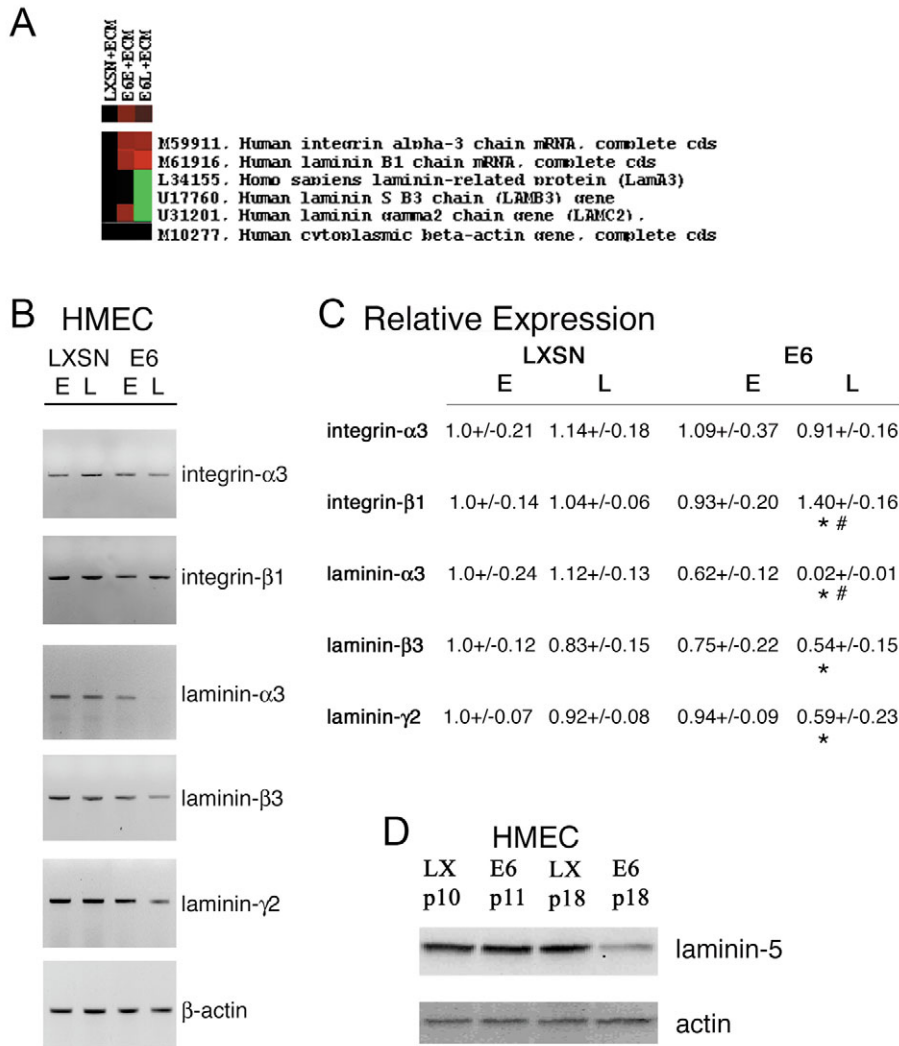 A
LXSN+ECM
E6E+ECM
E6L+ECM
M59911. Human integrin alpha-3 chain mRNA. complete cds
M61916. Human laminin B1 chain mRNA. complete cds
L34155. Homo sapiens laminin-related protein (LamA3)
U17760. Human laminin S B3 chain (LAMB3) gene
U31201. Human laminin gamma2 chain gene (LAMC2).
M10277. Human cytoplasmic beta-actin gene. complete cds
B HMEC
LXSN E6
E L E L
integrin-α3
integrin-β1
laminin-α3
laminin-β3
laminin-γ2
β-actin
C Relative Expression
LXSN E6
E L E L
integrin-α3 1.0+/-0.21 1.14+/-0.18 1.09+/-0.37 0.91+/-0.16
integrin-β1 1.0+/-0.14 1.04+/-0.06 0.93+/-0.20 1.40+/-0.16
* #
laminin-α3 1.0+/-0.24 1.12+/-0.13 0.62+/-0.12 0.02+/-0.01
* #
laminin-β3 1.0+/-0.12 0.83+/-0.15 0.75+/-0.22 0.54+/-0.15
*
laminin-γ2 1.0+/-0.07 0.92+/-0.08 0.94+/-0.09 0.59+/-0.23
*
D HMEC
LX E6 LX E6
p10 p11 p18 p18
laminin-5
actin